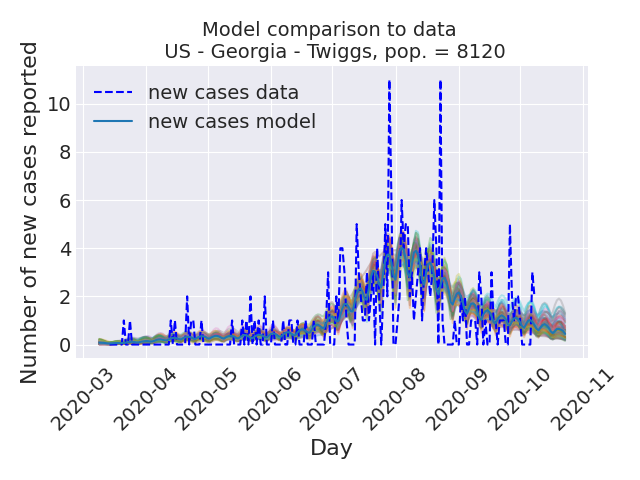 Model comparison to data
US - Georgia - Twiggs, pop. = 8120
Number of new cases reported
10
8
6
4
2
0
new cases data
new cases model
2020-03
2020-04
2020-05
2020-06
2020-07
2020-08
2020-09
2020-10
2020-11
Day